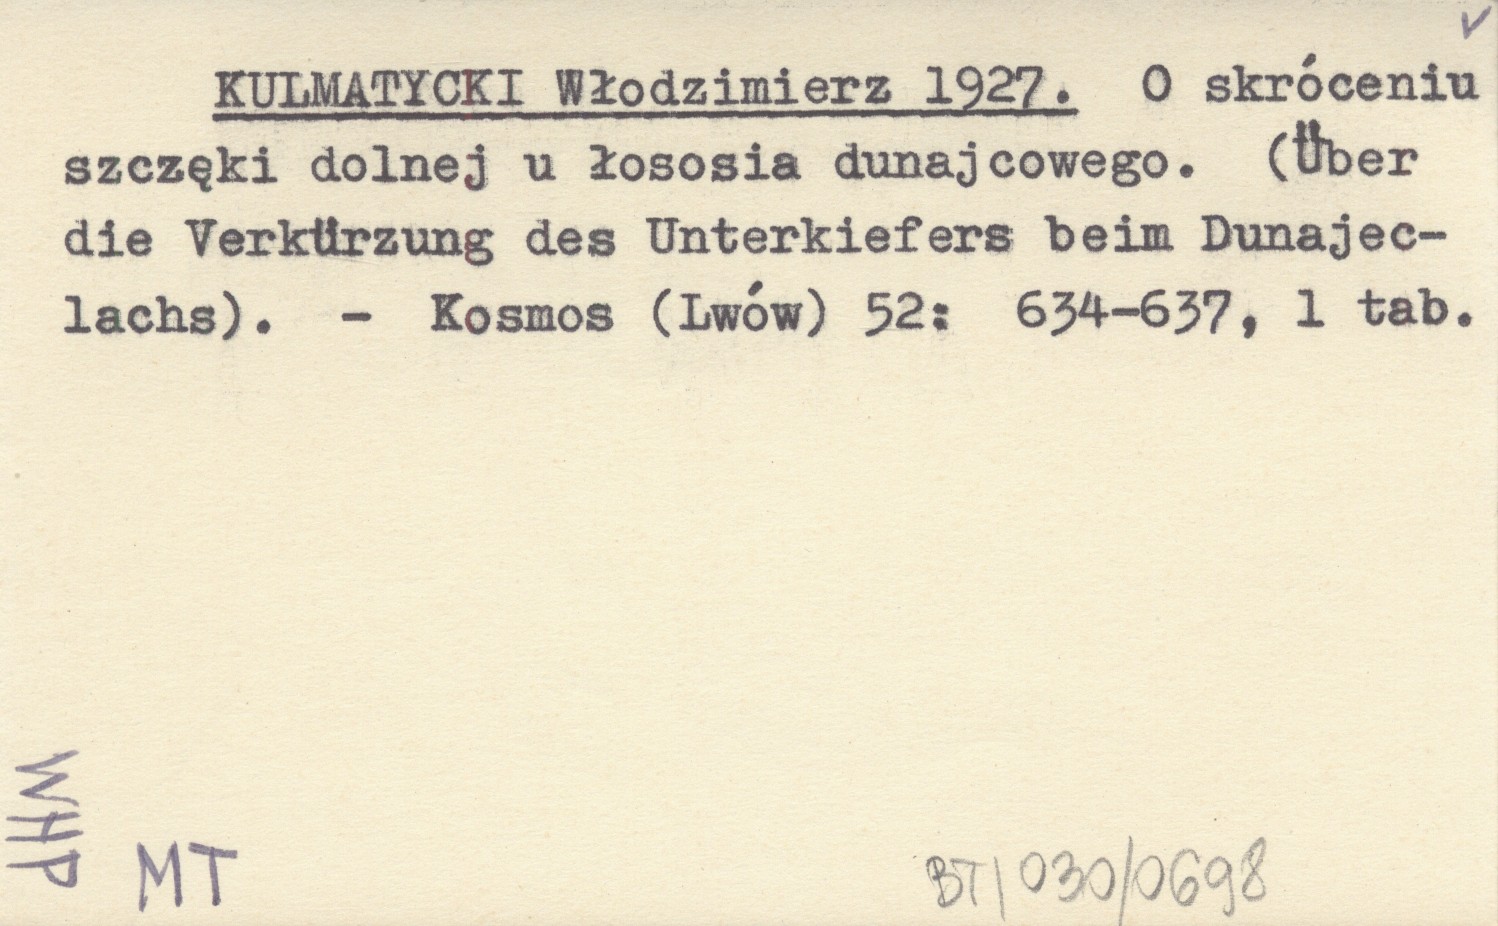 KULMATYCKI Włodzimierz 1927. O skróceniu
szczęki dolnej u łososia dunajcowego. (Über
die Verkürzung des Unterkiefers beim Dunajec-
lachs). - Kosmos (Lwów) 52: 634-637, 1 tab.
WHP
MT
BT/030/0698